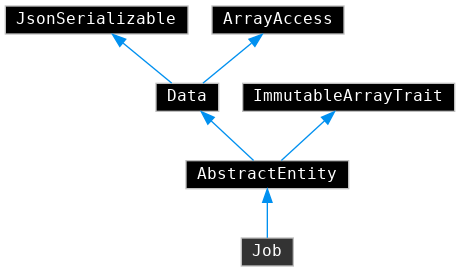 JsonSerializable
ArrayAccess
Data
ImmutableArrayTrait
AbstractEntity
Job